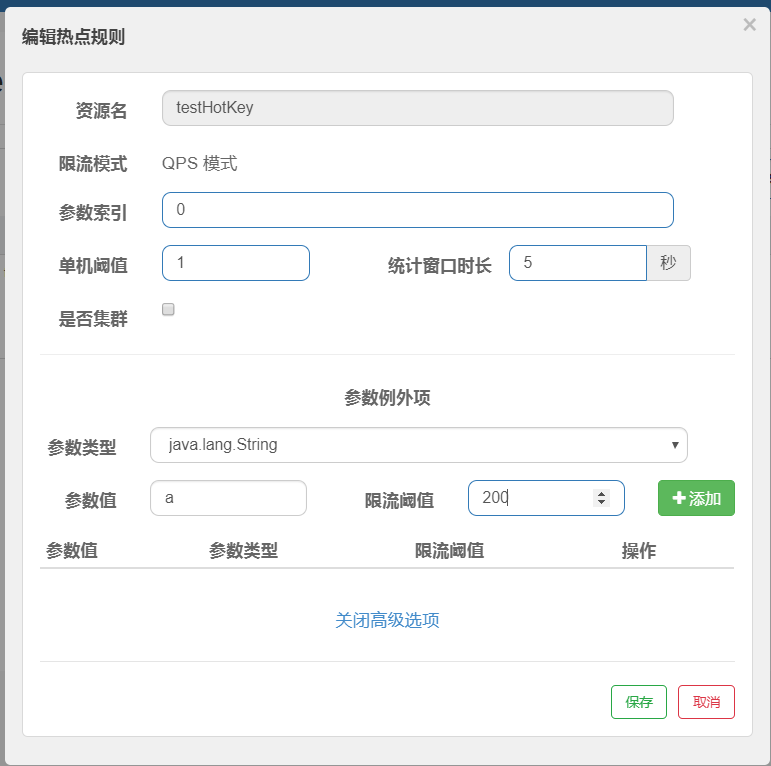 编辑热点规则
×
资源名 testHotKey
限流模式 QPS 模式
参数索引 0
单机阈值 1 统计窗口时长 5 秒
是否集群
参数例外项
参数类型 java.lang.String
参数值 a 限流阈值 200 添加
参数值 参数类型 限流阈值 操作
关闭高级选项
保存 取消